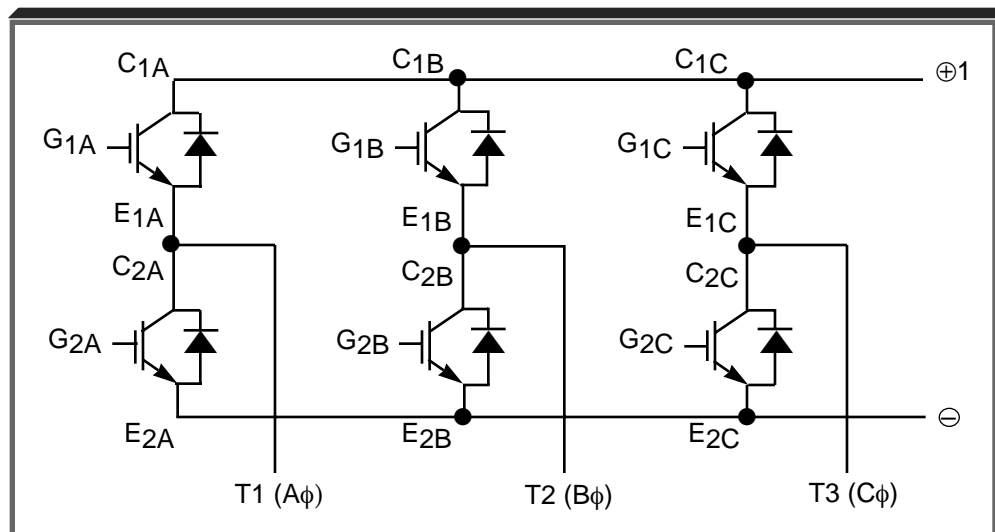 C1A C1B C1C ⊕1
G1A G1B G1C
E1A E1B E1C
C2A C2B C2C
G2A G2B G2C
E2A E2B E2C ⊖
T1 (Aφ) T2 (Bφ) T3 (Cφ)